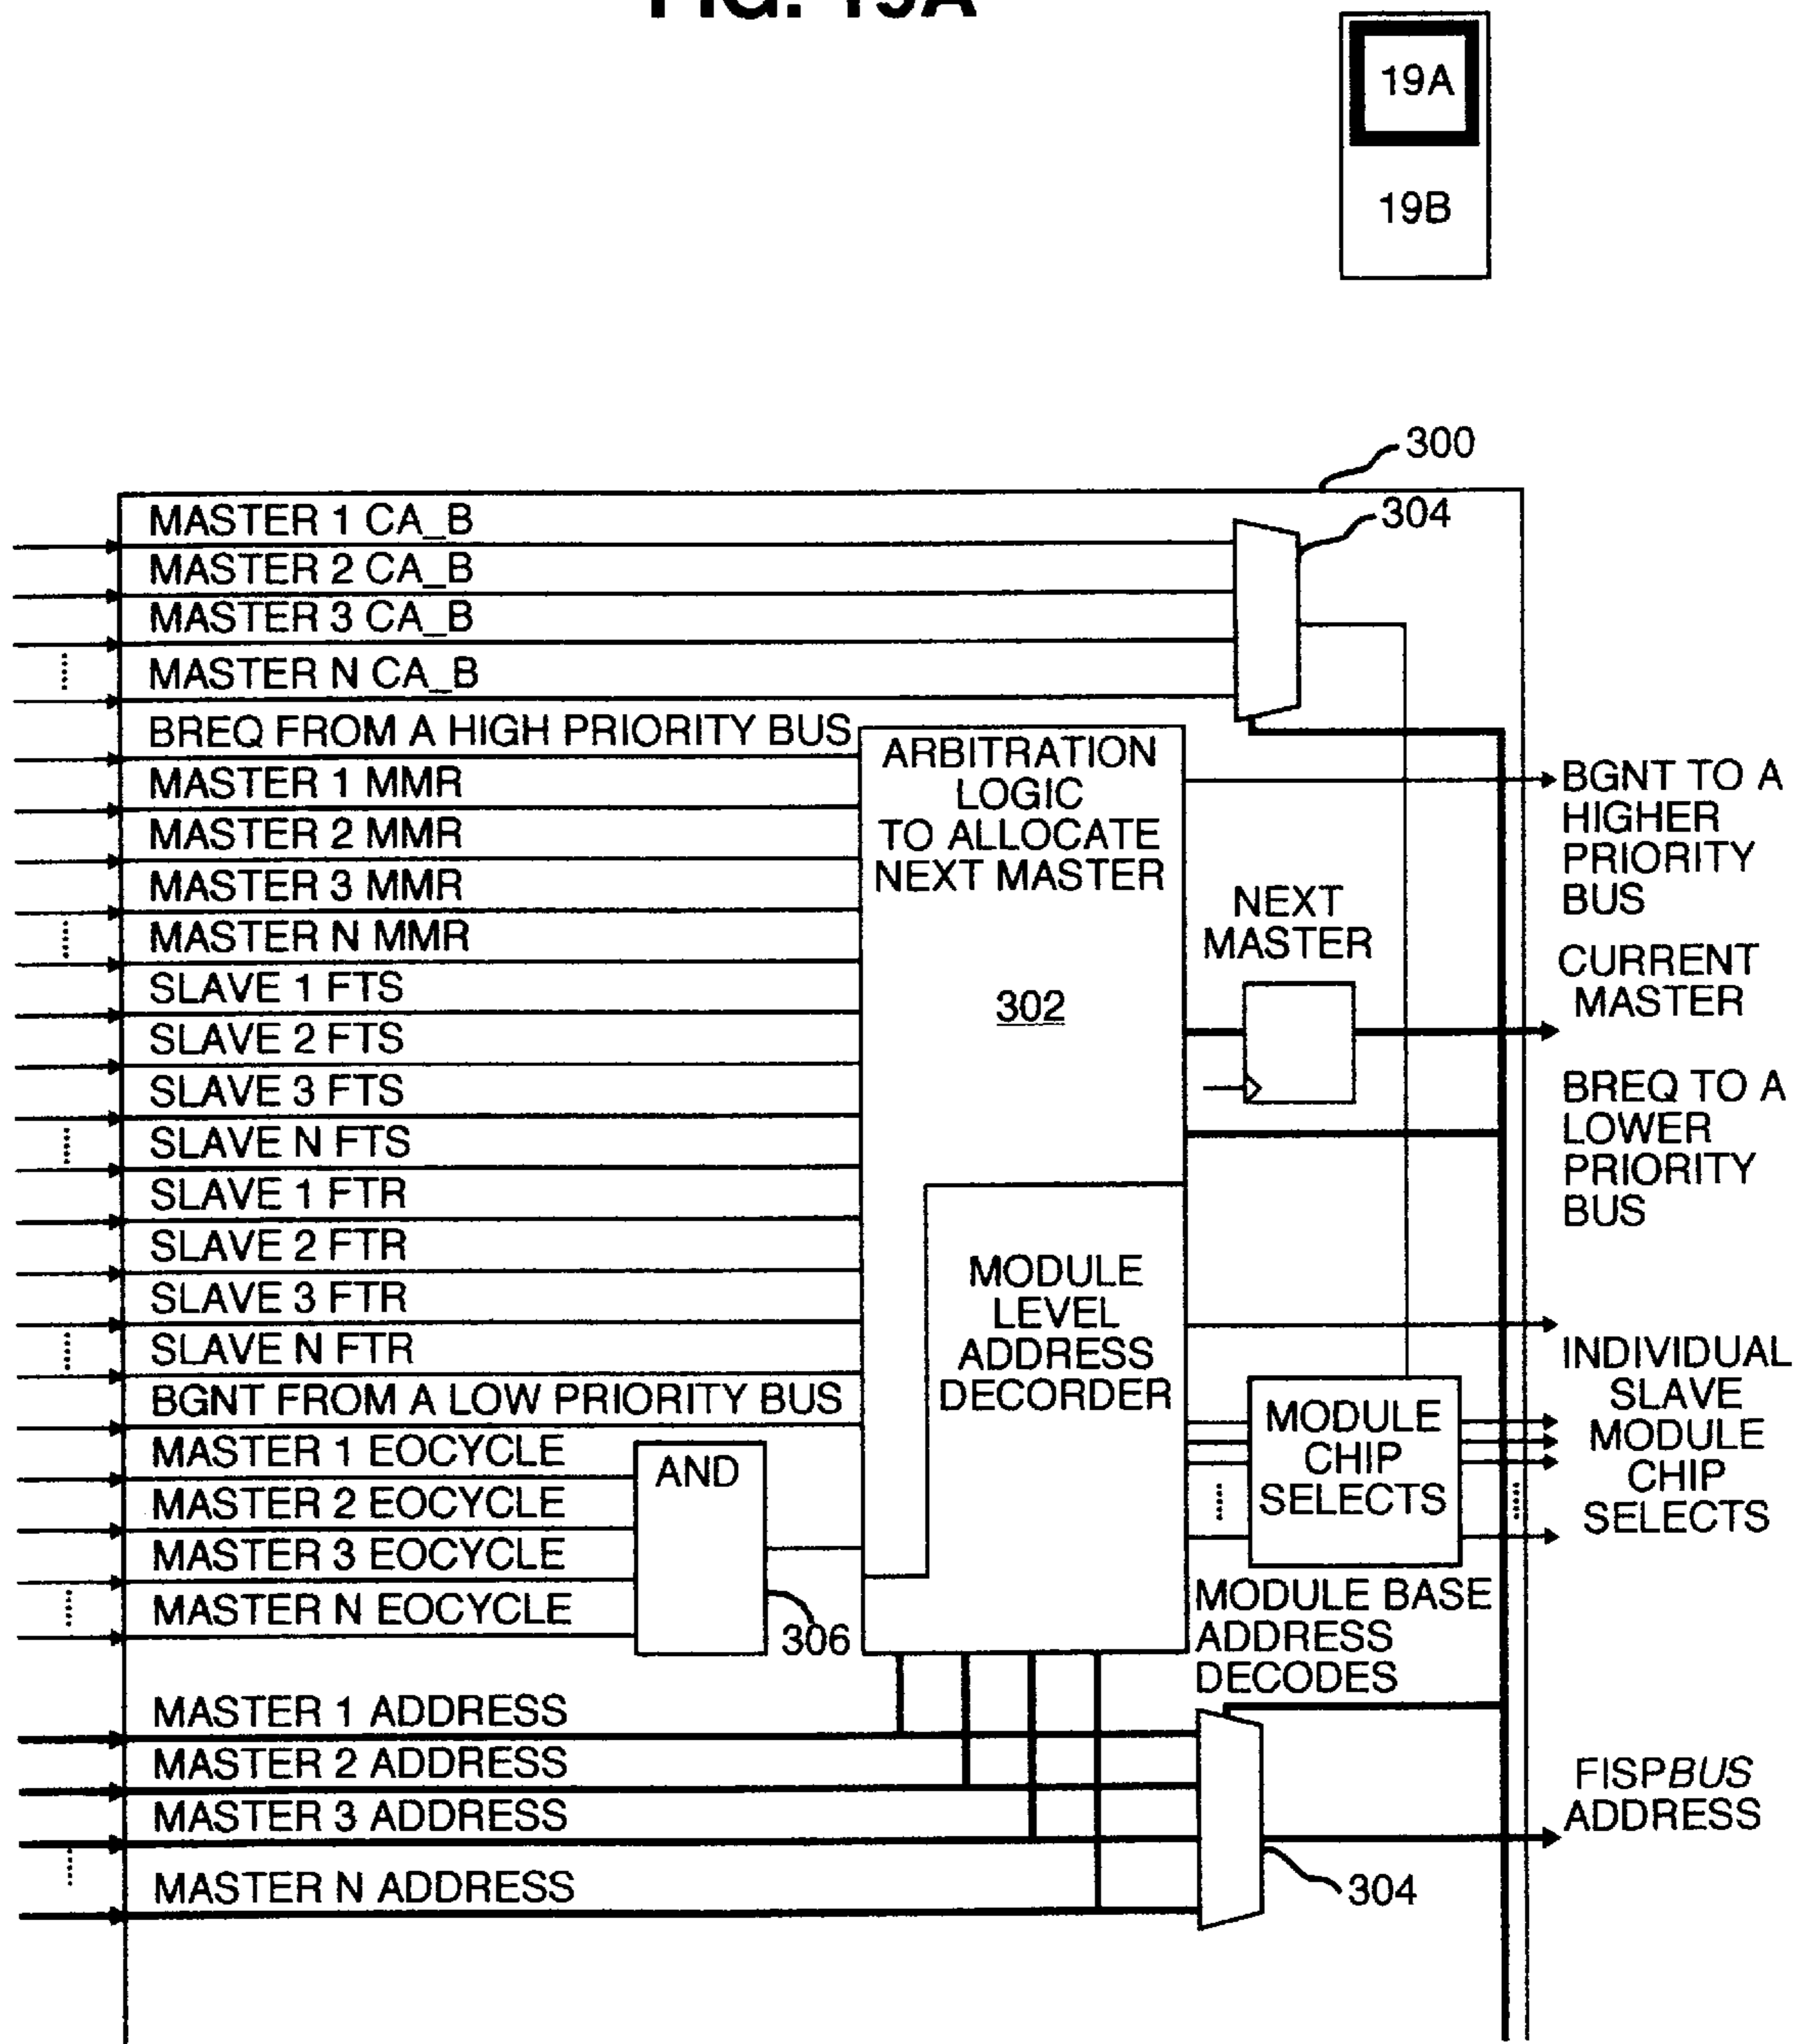 FIG. 19A
19A
19B
300
304
MASTER 1 CA_B
MASTER 2 CA_B
MASTER 3 CA_B
MASTER N CA_B
BREQ FROM A HIGH PRIORITY BUS
MASTER 1 MMR
MASTER 2 MMR
MASTER 3 MMR
MASTER N MMR
SLAVE 1 FTS
SLAVE 2 FTS
SLAVE 3 FTS
SLAVE N FTS
SLAVE 1 FTR
SLAVE 2 FTR
SLAVE 3 FTR
SLAVE N FTR
BGNT FROM A LOW PRIORITY BUS
MASTER 1 EOCYCLE
MASTER 2 EOCYCLE
MASTER 3 EOCYCLE
MASTER N EOCYCLE
AND
306
ARBITRATION
LOGIC
TO ALLOCATE
NEXT MASTER
302
MODULE
LEVEL
ADDRESS
DECORDER
NEXT
MASTER
MODULE
CHIP
SELECTS
MODULE BASE
ADDRESS
DECODES
BGNT TO A
HIGHER
PRIORITY
BUS
CURRENT
MASTER
BREQ TO A
LOWER
PRIORITY
BUS
INDIVIDUAL
SLAVE
MODULE
CHIP
SELECTS
MASTER 1 ADDRESS
MASTER 2 ADDRESS
MASTER 3 ADDRESS
MASTER N ADDRESS
304
FISPBUS
ADDRESS